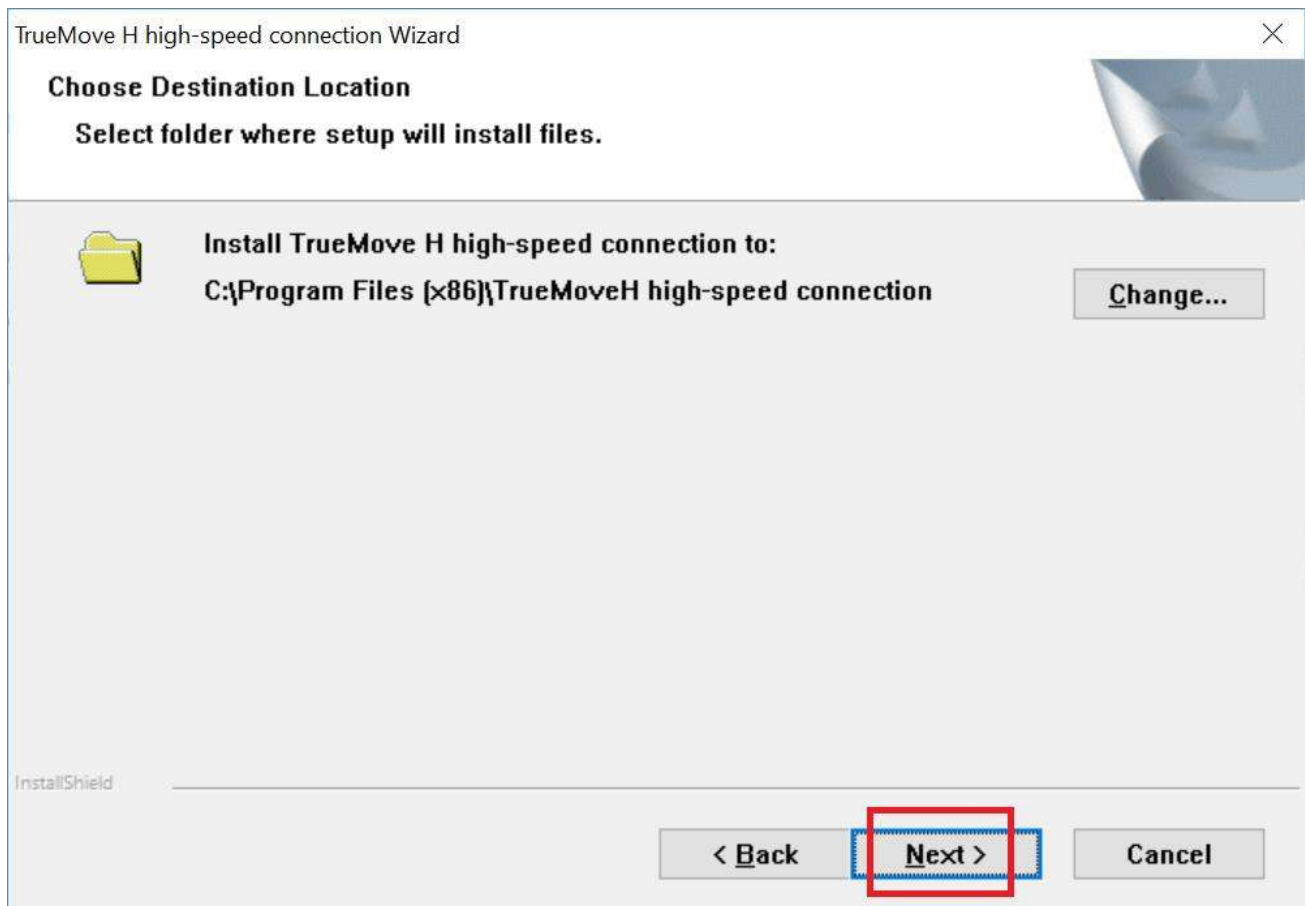 TrueMove H high-speed connection Wizard
Choose Destination Location
Select folder where setup will install files.
Install TrueMove H high-speed connection to:
C:\Program Files (x86)\TrueMoveH high-speed connection
Change...
InstallShield
< Back
Next >
Cancel